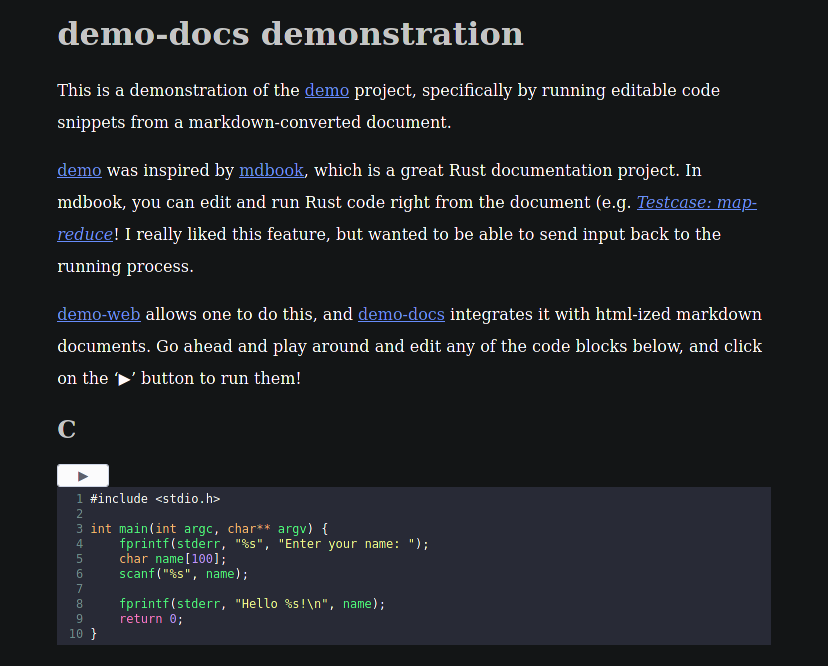 demo-docs demonstration
This is a demonstration of the demo project, specifically by running editable code
snippets from a markdown-converted document.
demo was inspired by mdbook, which is a great Rust documentation project. In
mdbook, you can edit and run Rust code right from the document (e.g. Testcase: map-
reduce! I really liked this feature, but wanted to be able to send input back to the
running process.
demo-web allows one to do this, and demo-docs integrates it with html-ized markdown
documents. Go ahead and play around and edit any of the code blocks below, and click
on the ‘▶’ button to run them!
C
▶
1 #include <stdio.h>
2
3 int main(int argc, char** argv) {
4     fprintf(stderr, "%s", "Enter your name: ");
5     char name[100];
6     scanf("%s", name);
7
8     fprintf(stderr, "Hello %s!\n", name);
9     return 0;
10 }